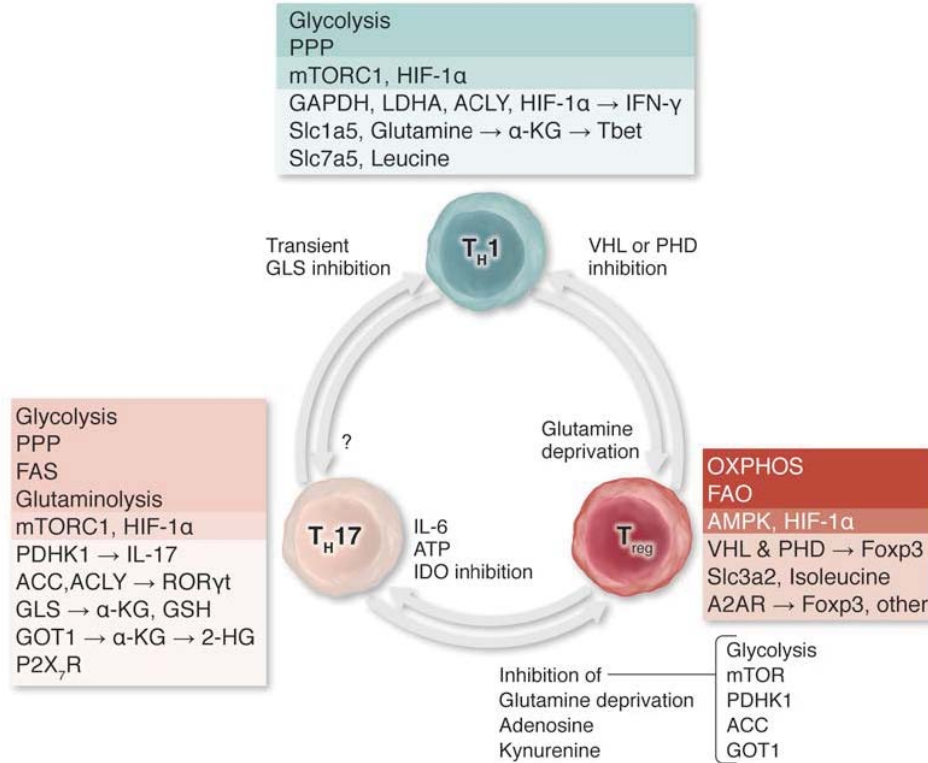 Glycolysis
PPP
mTORC1, HIF-1α
GAPDH, LDHA, ACLY, HIF-1α → IFN-γ
Slc1a5, Glutamine → α-KG → Tbet
Slc7a5, Leucine
Transient
GLS inhibition
TH1
VHL or PHD
inhibition
?
Glutamine
deprivation
Glycolysis
PPP
FAS
Glutaminolysis
mTORC1, HIF-1α
PDHK1 → IL-17
ACC,ACLY → RORγt
GLS → α-KG, GSH
GOT1 → α-KG → 2-HG
P2X7R
TH17
IL-6
ATP
IDO inhibition
Treg
OXPHOS
FAO
AMPK, HIF-1α
VHL & PHD → Foxp3
Slc3a2, Isoleucine
A2AR → Foxp3, other
Inhibition of
Glutamine deprivation
Adenosine
Kynurenine
Glycolysis
mTOR
PDHK1
ACC
GOT1